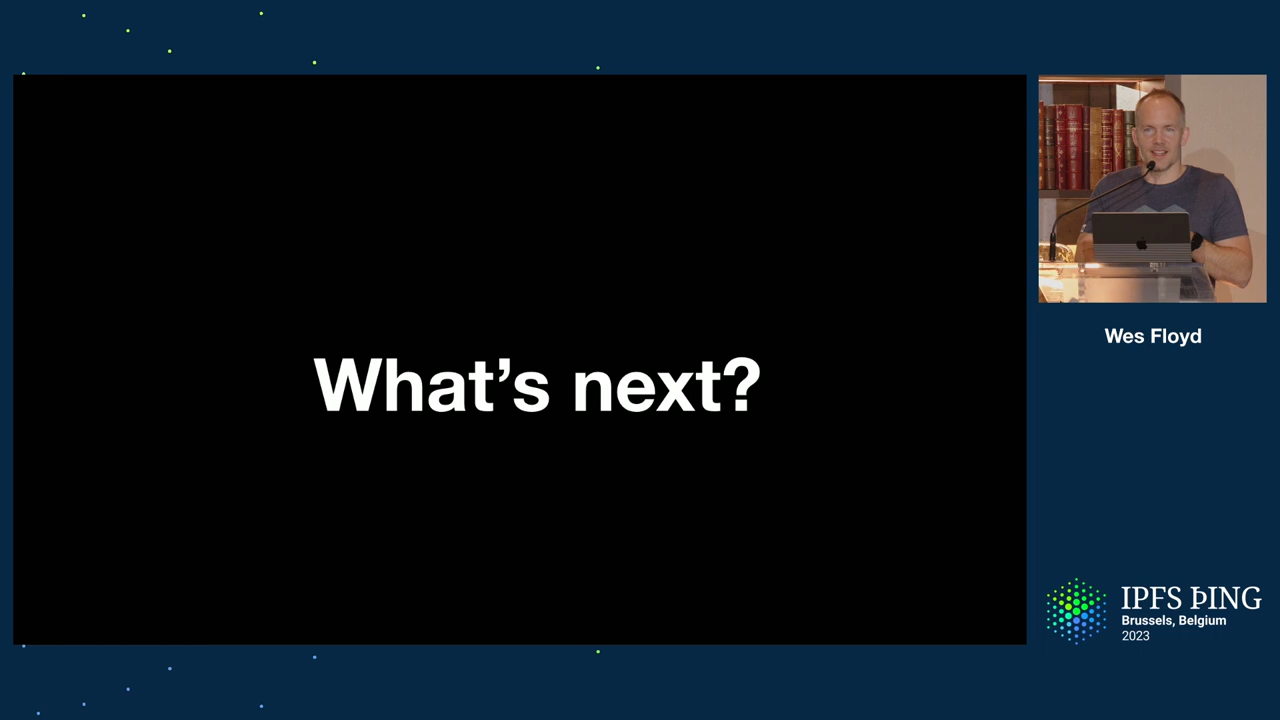 What’s next?
Wes Floyd
IPFS ÞING
Brussels, Belgium
2023